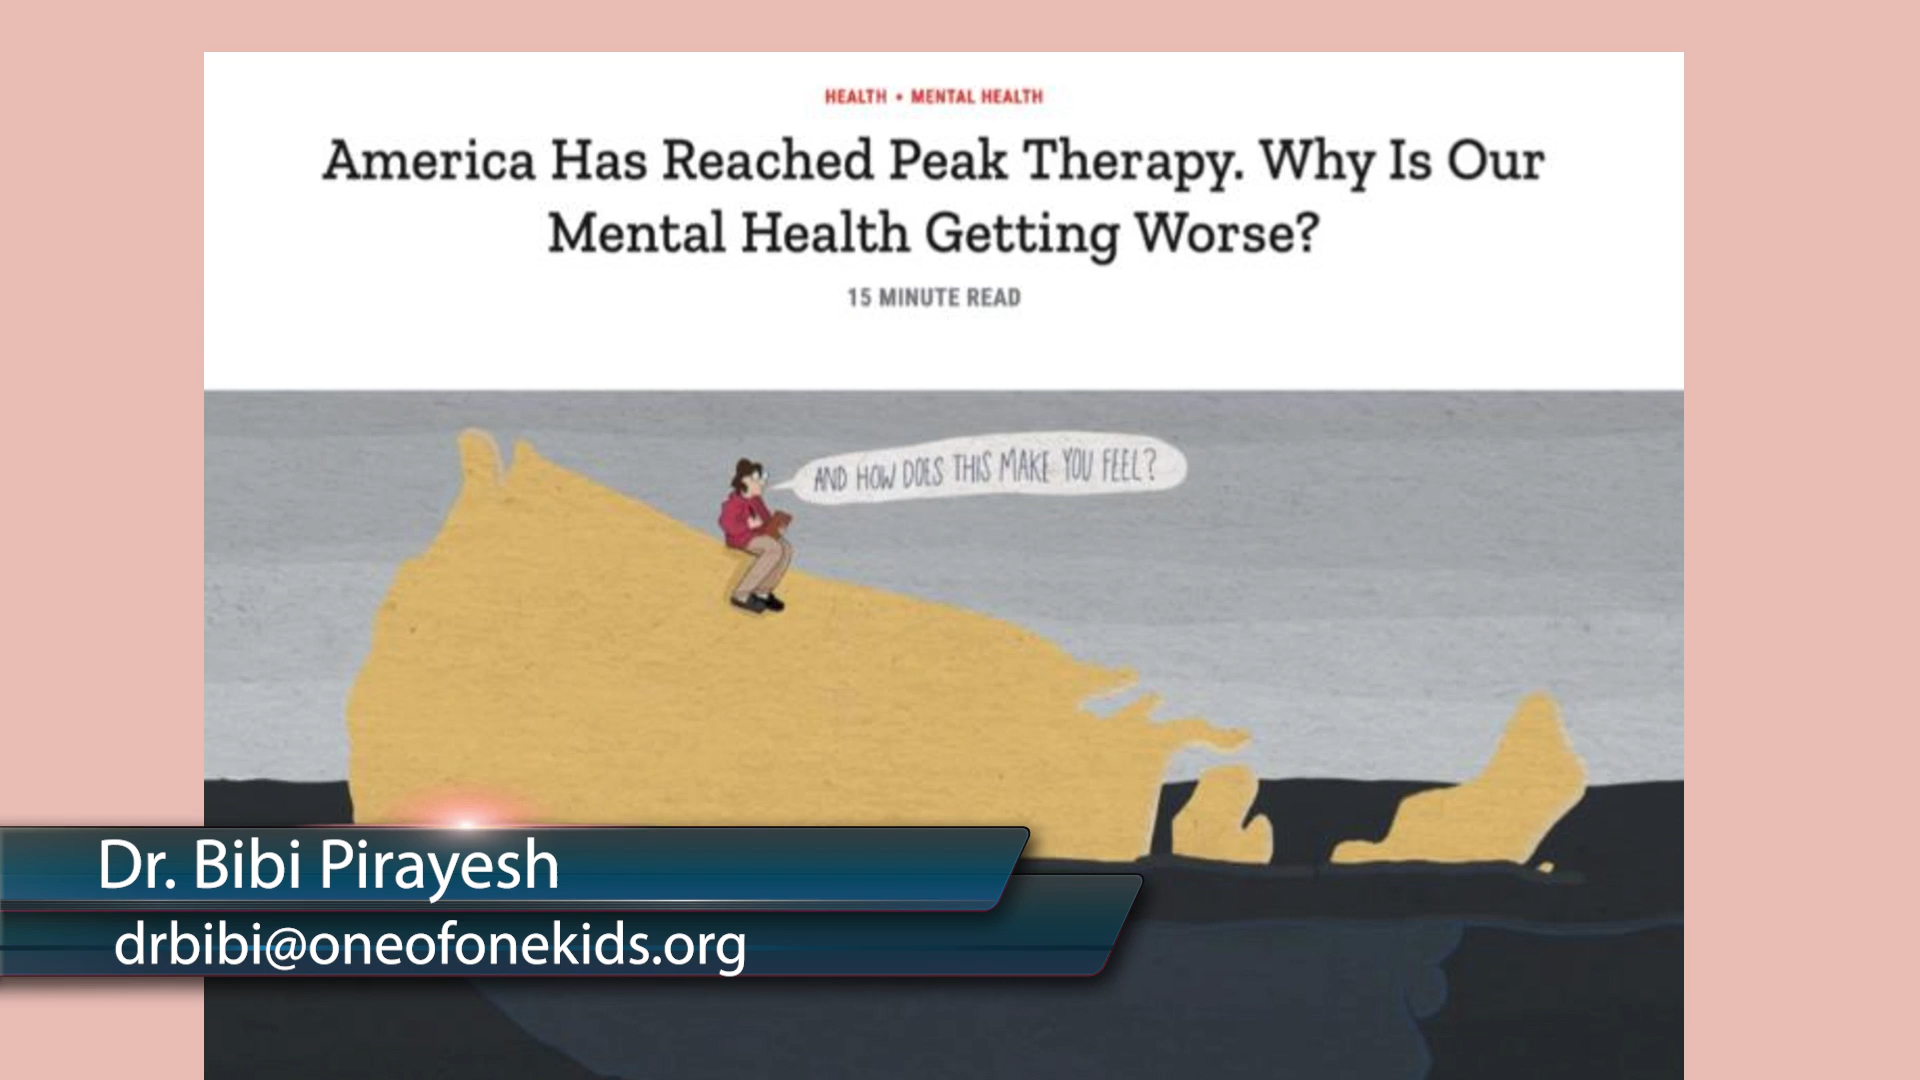 HEALTH • MENTAL HEALTH
America Has Reached Peak Therapy. Why Is Our
Mental Health Getting Worse?
15 MINUTE READ
AND HOW DOES THIS MAKE YOU FEEL?
Dr. Bibi Pirayesh
drbibi@oneofonekids.org